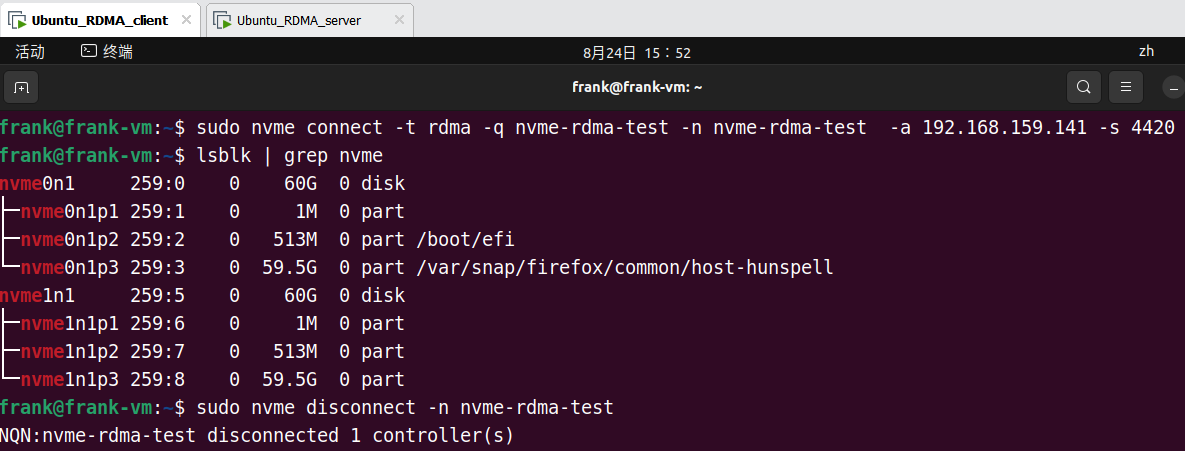 Ubuntu_RDMA_client × Ubuntu_RDMA_server ×
活动 终端 8月24日 15：52 zh
frank@frank-vm: ~
frank@frank-vm:~$ sudo nvme connect -t rdma -q nvme-rdma-test -n nvme-rdma-test  -a 192.168.159.141 -s 4420
frank@frank-vm:~$ lsblk | grep nvme
nvme0n1     259:0    0    60G  0 disk
├─nvme0n1p1 259:1    0     1M  0 part
├─nvme0n1p2 259:2    0   513M  0 part /boot/efi
└─nvme0n1p3 259:3    0  59.5G  0 part /var/snap/firefox/common/host-hunspell
nvme1n1     259:5    0    60G  0 disk
├─nvme1n1p1 259:6    0     1M  0 part
├─nvme1n1p2 259:7    0   513M  0 part
└─nvme1n1p3 259:8    0  59.5G  0 part
frank@frank-vm:~$ sudo nvme disconnect -n nvme-rdma-test
NQN:nvme-rdma-test disconnected 1 controller(s)